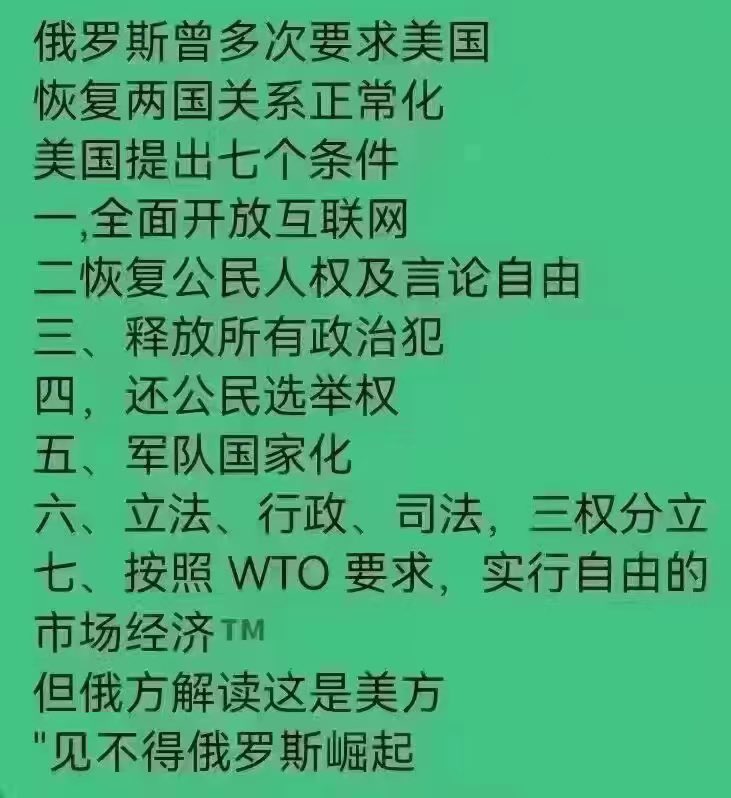 俄罗斯曾多次要求美国
恢复两国关系正常化
美国提出七个条件
一,全面开放互联网
二恢复公民人权及言论自由
三、释放所有政治犯
四，还公民选举权
五、军队国家化
六、立法、行政、司法，三权分立
七、按照 WTO 要求，实行自由的
市场经济™
但俄方解读这是美方
"见不得俄罗斯崛起